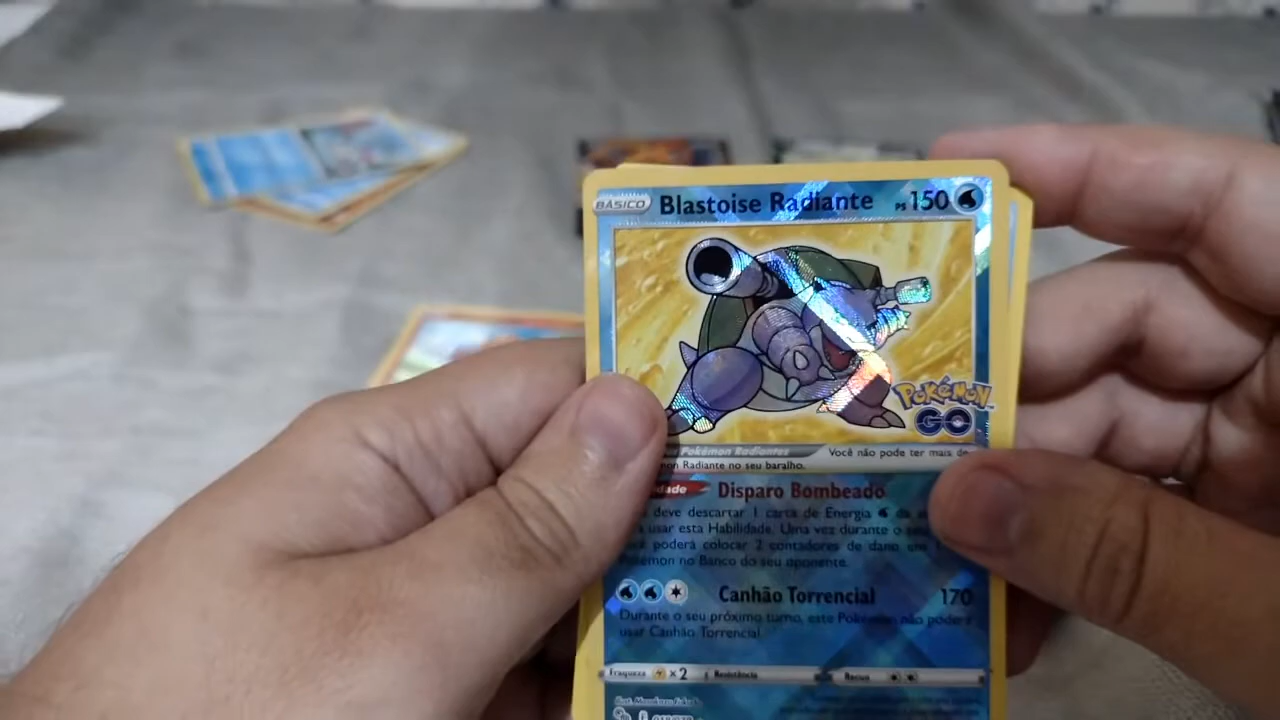 BÁSICO Blastoise Radiante PS 150
POKÉMON GO
Pokémon Radiantes Você não pode ter mais de
Radiante no seu baralho.
Disparo Bombeado
deve descartar 1 carta de Energia
usar esta Habilidade. Uma vez durante o
poderá colocar 2 contadores de dano em
Pokémon no Banco do seu oponente.
Canhão Torrencial 170
Durante o seu próximo turno, este Pokémon não poderá
usar Canhão Torrencial
Fraqueza ×2 Resistência Recuo